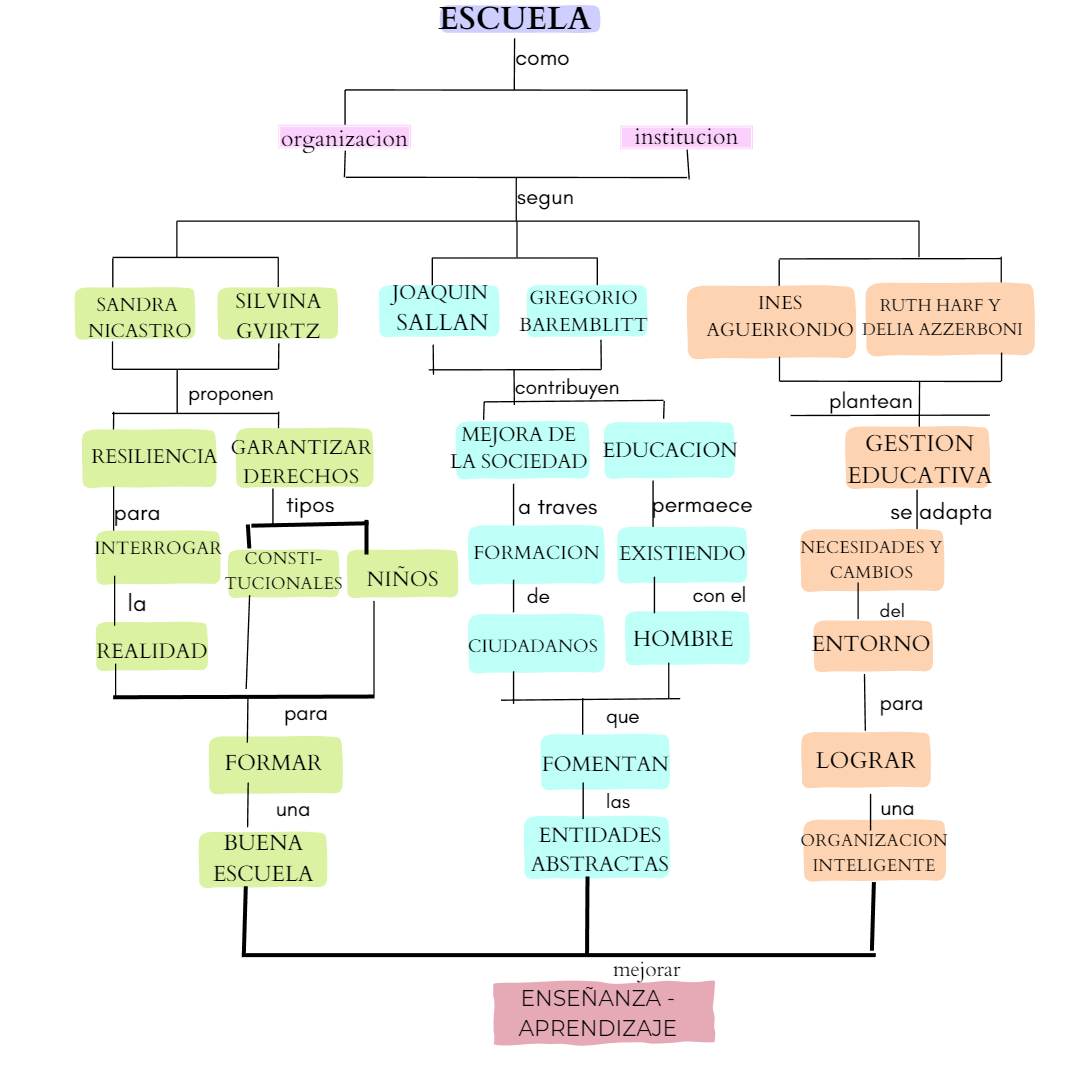 ESCUELA
como
organizacion
institucion
segun
SANDRA
NICASTRO
SILVINA
GVIRTZ
JOAQUIN
SALLAN
GREGORIO
BAREMBLITT
INES
AGUERRONDO
RUTH HARF Y
DELIA AZZERBONI
proponen
contribuyen
plantean
RESILIENCIA
GARANTIZAR
DERECHOS
MEJORA DE
LA SOCIEDAD
EDUCACION
GESTION
EDUCATIVA
para
tipos
a traves
permaece
se adapta
INTERROGAR
CONSTI-
TUCIONALES
NIÑOS
FORMACION
EXISTIENDO
NECESIDADES Y
CAMBIOS
la
de
con el
del
REALIDAD
CIUDADANOS
HOMBRE
ENTORNO
para
que
para
FORMAR
FOMENTAN
LOGRAR
una
las
una
BUENA
ESCUELA
ENTIDADES
ABSTRACTAS
ORGANIZACION
INTELIGENTE
mejorar
ENSEÑANZA -
APRENDIZAJE